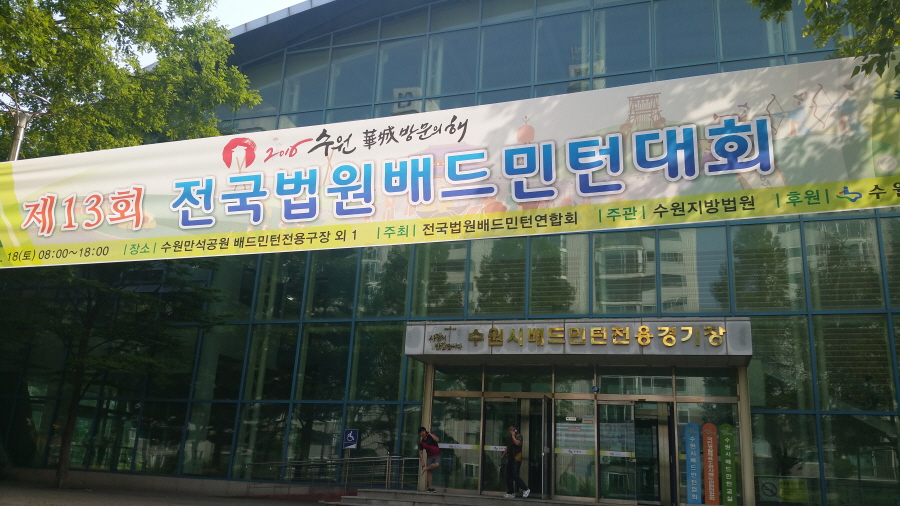 2016 수원 華城 방문의 해
제13회 전국법원배드민턴대회
. 18(토) 08:00~18:00 | 장소 | 수원만석공원 배드민턴전용구장 외 1 | 주최 | 전국법원배드민턴연합회 | 주관 | 수원지방법원 | 후원 | 수원
수원시배드민턴전용경기장